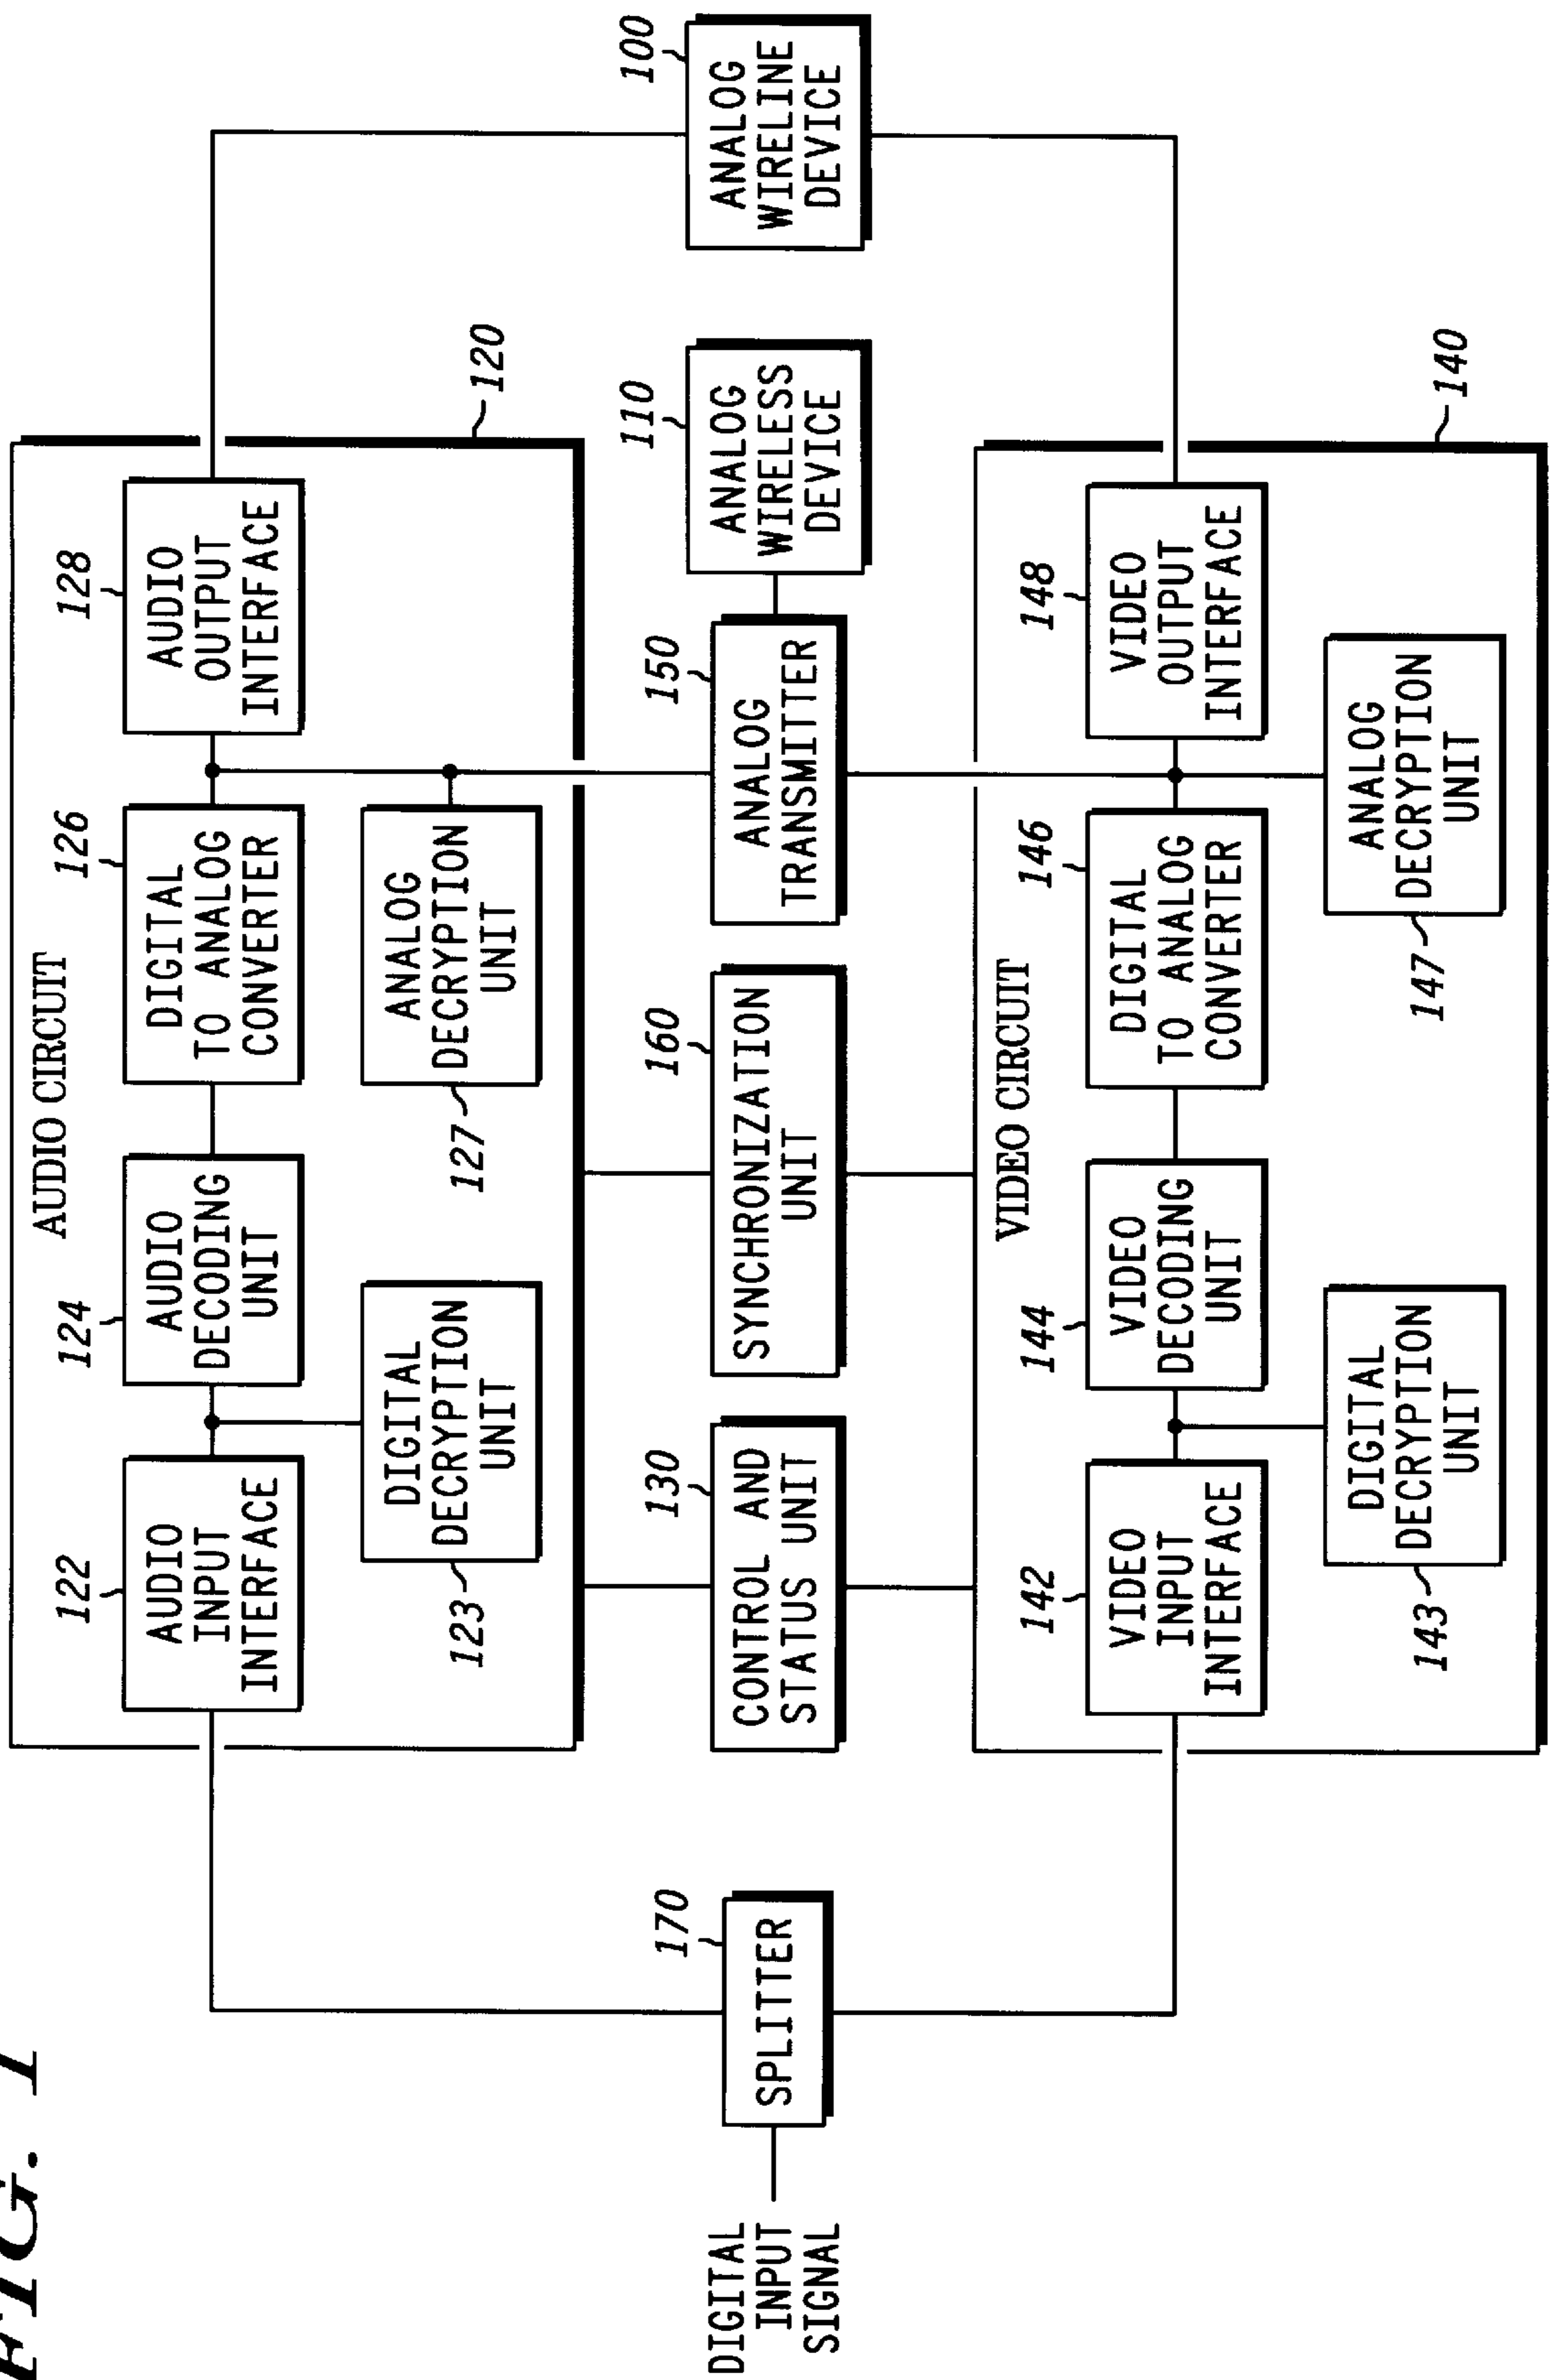 FIG. 1
AUDIO CIRCUIT
122
AUDIO
INPUT
INTERFACE
124
AUDIO
DECODING
UNIT
126
DIGITAL
TO ANALOG
CONVERTER
128
AUDIO
OUTPUT
INTERFACE
123
DIGITAL
DECRYPTION
UNIT
127
ANALOG
DECRYPTION
UNIT
120
DIGITAL
INPUT
SIGNAL
170
SPLITTER
130
CONTROL AND
STATUS UNIT
160
SYNCHRONIZATION
UNIT
150
ANALOG
TRANSMITTER
110
ANALOG
WIRELESS
DEVICE
100
ANALOG
WIRELINE
DEVICE
VIDEO CIRCUIT
142
VIDEO
INPUT
INTERFACE
144
VIDEO
DECODING
UNIT
146
DIGITAL
TO ANALOG
CONVERTER
148
VIDEO
OUTPUT
INTERFACE
143
DIGITAL
DECRYPTION
UNIT
147
ANALOG
DECRYPTION
UNIT
140